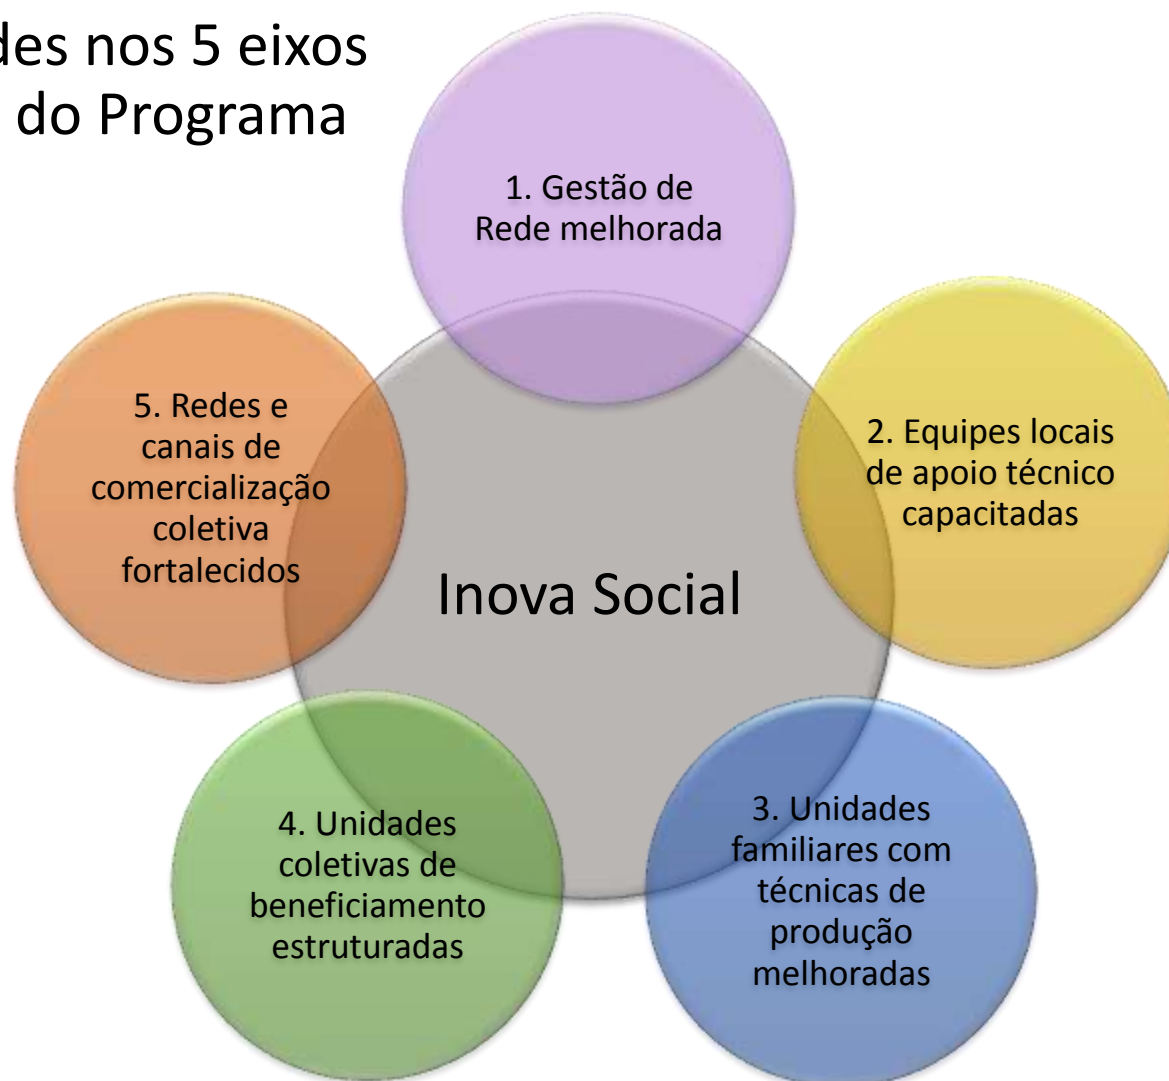 nos 5 eixos
do Programa
1. Gestão de
Rede melhorada
2. Equipes locais
de apoio técnico
capacitadas
3. Unidades
familiares com
técnicas de
produção
melhoradas
4. Unidades
coletivas de
beneficiamento
estruturadas
5. Redes e
canais de
comercialização
coletiva
fortalecidos
Inova Social